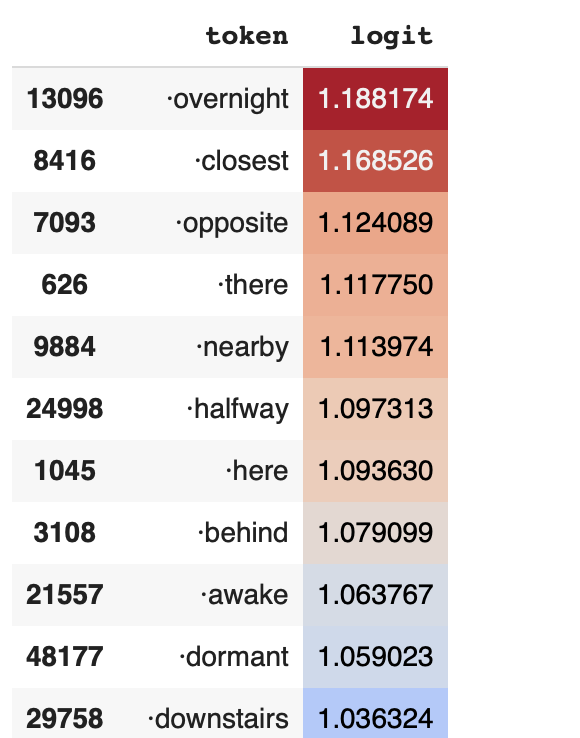 token logit
13096 ·overnight 1.188174
8416 ·closest 1.168526
7093 ·opposite 1.124089
626 ·there 1.117750
9884 ·nearby 1.113974
24998 ·halfway 1.097313
1045 ·here 1.093630
3108 ·behind 1.079099
21557 ·awake 1.063767
48177 ·dormant 1.059023
29758 ·downstairs 1.036324